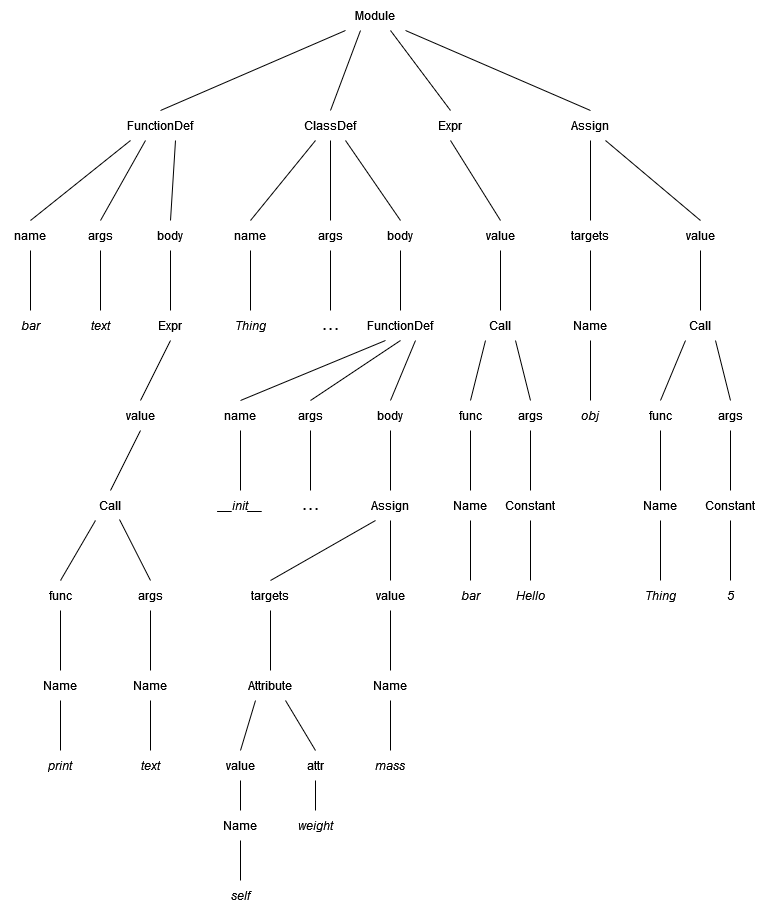 Module
FunctionDef ClassDef Expr Assign
name args body name args body value targets value
bar text Expr Thing ... FunctionDef Call Name Call
value name args body func args obj func args
Call __init__ ... Assign Name Constant Name Constant
func args targets value bar Hello Thing 5
Name Name Attribute Name
print text value attr mass
Name weight
self